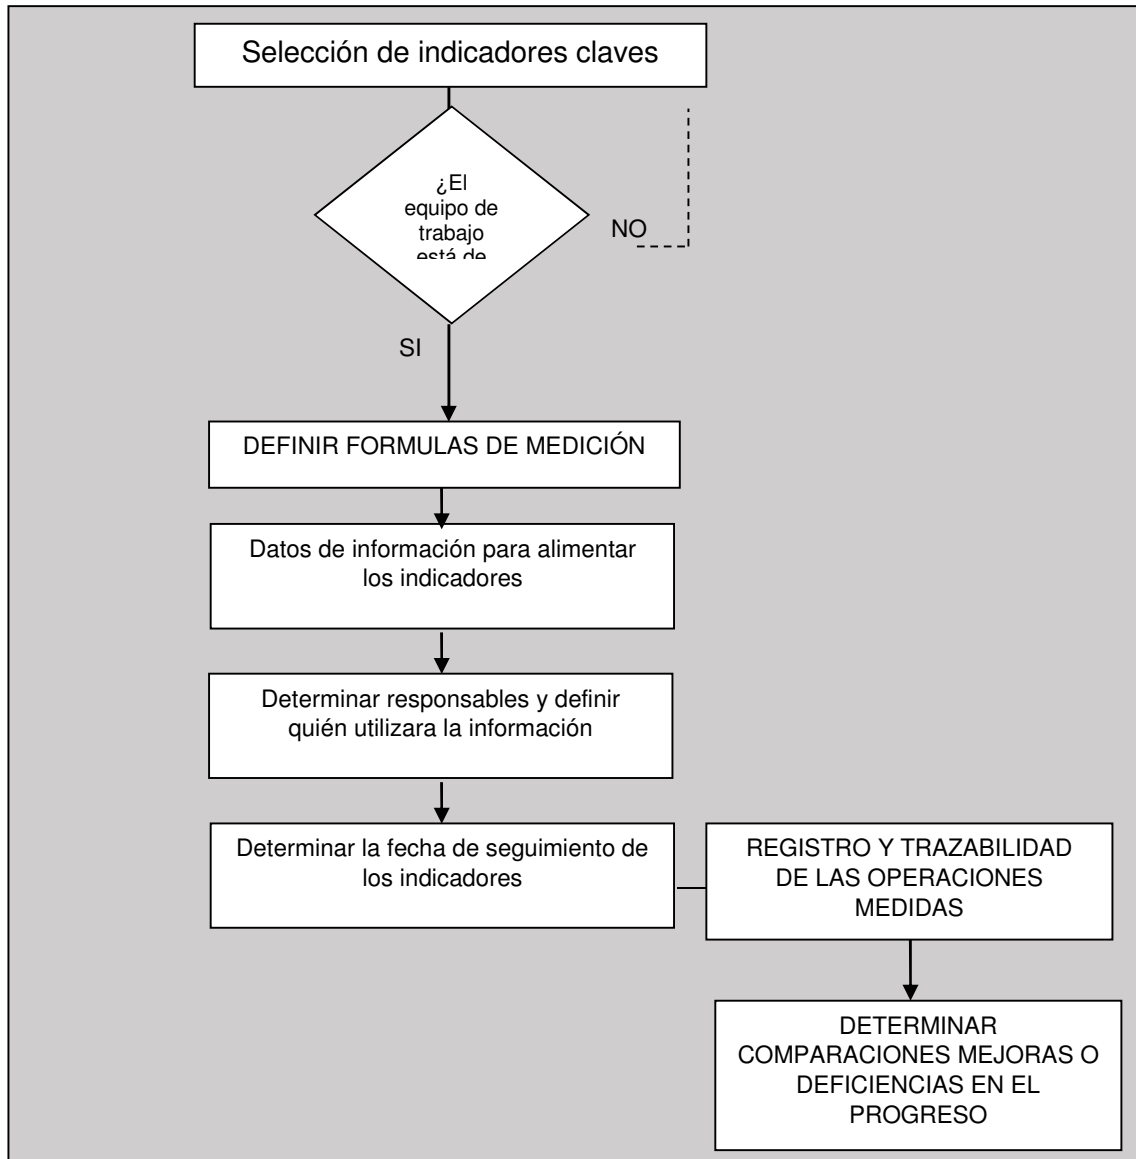 Selección de indicadores claves
¿El
equipo de
trabajo
está de
NO
SI
DEFINIR FORMULAS DE MEDICIÓN
Datos de información para alimentar
los indicadores
Determinar responsables y definir
quién utilizara la información
Determinar la fecha de seguimiento de
los indicadores
REGISTRO Y TRAZABILIDAD
DE LAS OPERACIONES
MEDIDAS
DETERMINAR
COMPARACIONES MEJORAS O
DEFICIENCIAS EN EL
PROGRESO